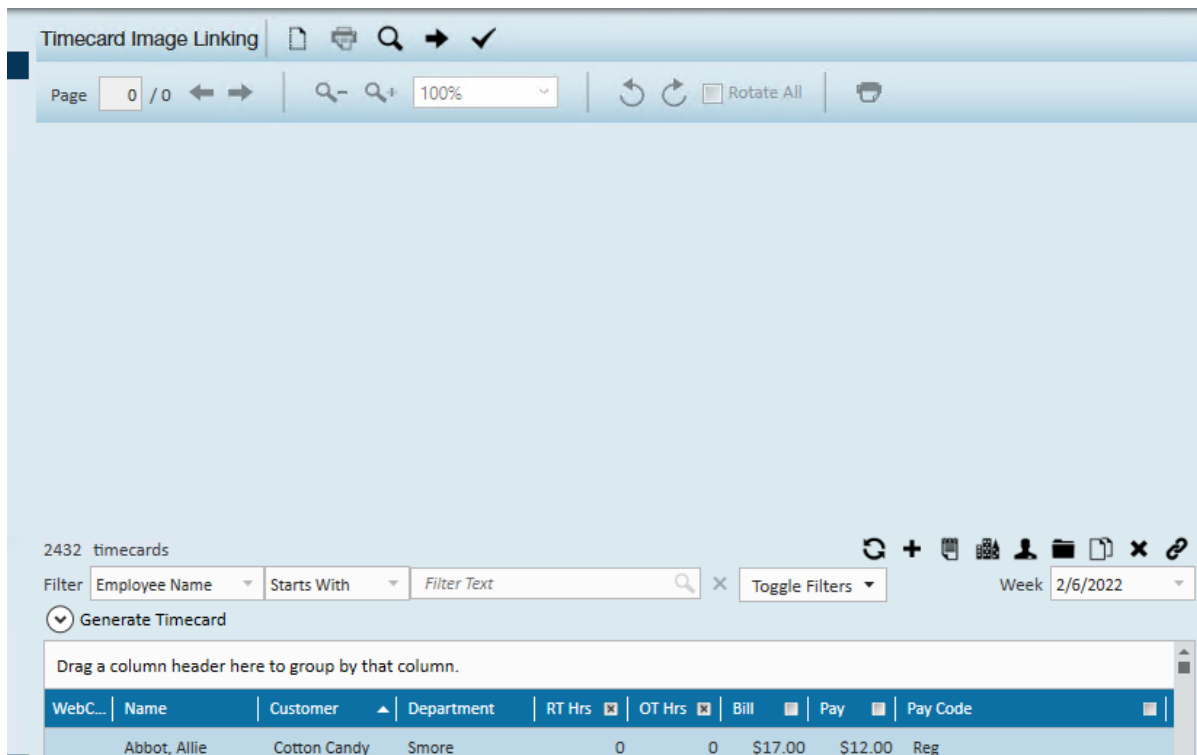 Timecard Image Linking
Page 0 / 0 100% Rotate All
2432 timecards
Filter Employee Name Starts With Filter Text Toggle Filters Week 2/6/2022
Generate Timecard
Drag a column header here to group by that column.
WebC... Name Customer Department RT Hrs OT Hrs Bill Pay Pay Code
Abbot, Allie Cotton Candy Smore 0 0 $17.00 $12.00 Reg